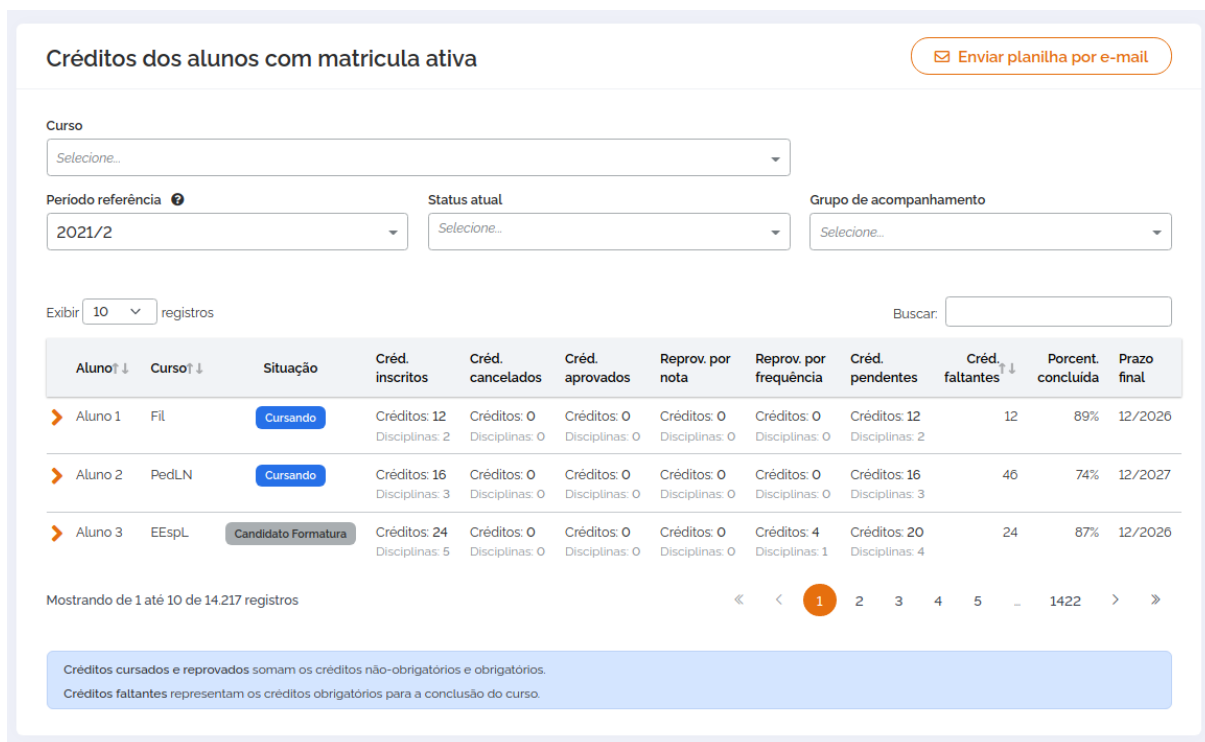 Créditos dos alunos com matricula ativa
Enviar planilha por e-mail
Curso
Selecione...
Período referência
Status atual
Grupo de acompanhamento
2021/2
Selecione...
Selecione...
Exibir 10 registros
Buscar:
Aluno Curso Situação Créd. inscritos Créd. cancelados Créd. aprovados Reprov. por nota Reprov. por frequência Créd. pendentes Créd. faltantes Porcent. concluída Prazo final
Aluno 1 Fil Cursando Créditos: 12 Créditos: 0 Créditos: 0 Créditos: 0 Créditos: 0 Créditos: 12 12 89% 12/2026
Disciplinas: 2 Disciplinas: 0 Disciplinas: 0 Disciplinas: 0 Disciplinas: 0 Disciplinas: 2
Aluno 2 PedLN Cursando Créditos: 16 Créditos: 0 Créditos: 0 Créditos: 0 Créditos: 0 Créditos: 16 46 74% 12/2027
Disciplinas: 3 Disciplinas: 0 Disciplinas: 0 Disciplinas: 0 Disciplinas: 0 Disciplinas: 3
Aluno 3 EEspL Candidato Formatura Créditos: 24 Créditos: 0 Créditos: 0 Créditos: 0 Créditos: 4 Créditos: 20 24 87% 12/2026
Disciplinas: 5 Disciplinas: 0 Disciplinas: 0 Disciplinas: 0 Disciplinas: 1 Disciplinas: 4
Mostrando de 1 até 10 de 14.217 registros
« < 1 2 3 4 5 ... 1422 > »
Créditos cursados e reprovados somam os créditos não-obrigatórios e obrigatórios.
Créditos faltantes representam os créditos obrigatórios para a conclusão do curso.